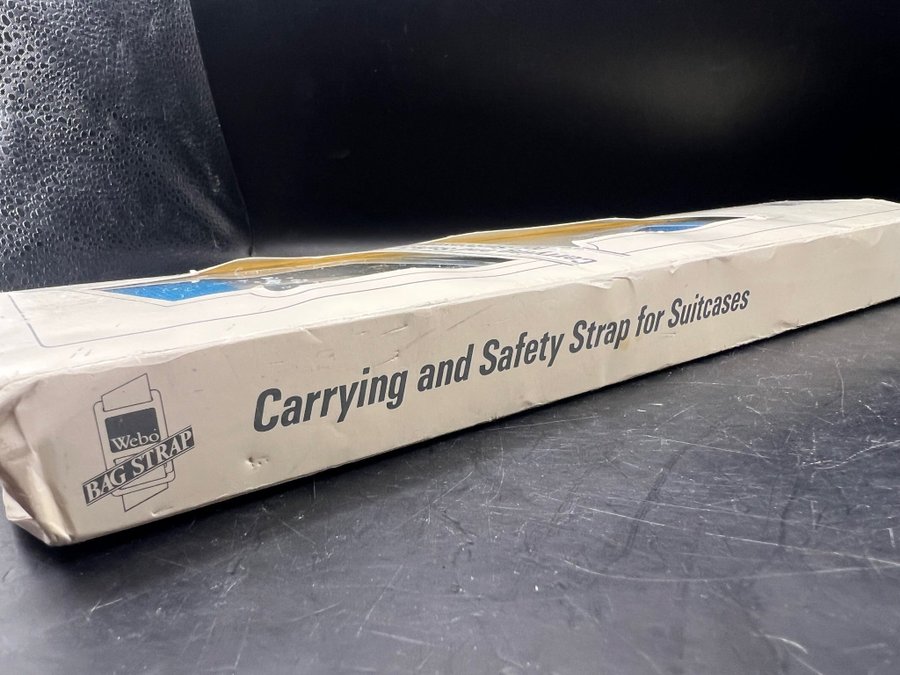 Webo
BAG STRAP
Carrying and Safety Strap for Suitcases